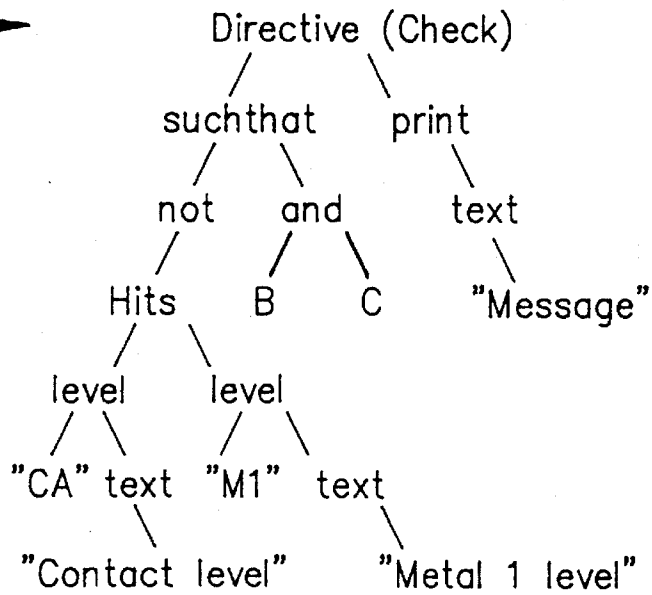 Directive (Check)
suchthat print
not and text
Hits B C "Message"
level level
"CA" text "M1" text
"Contact level" "Metal 1 level"